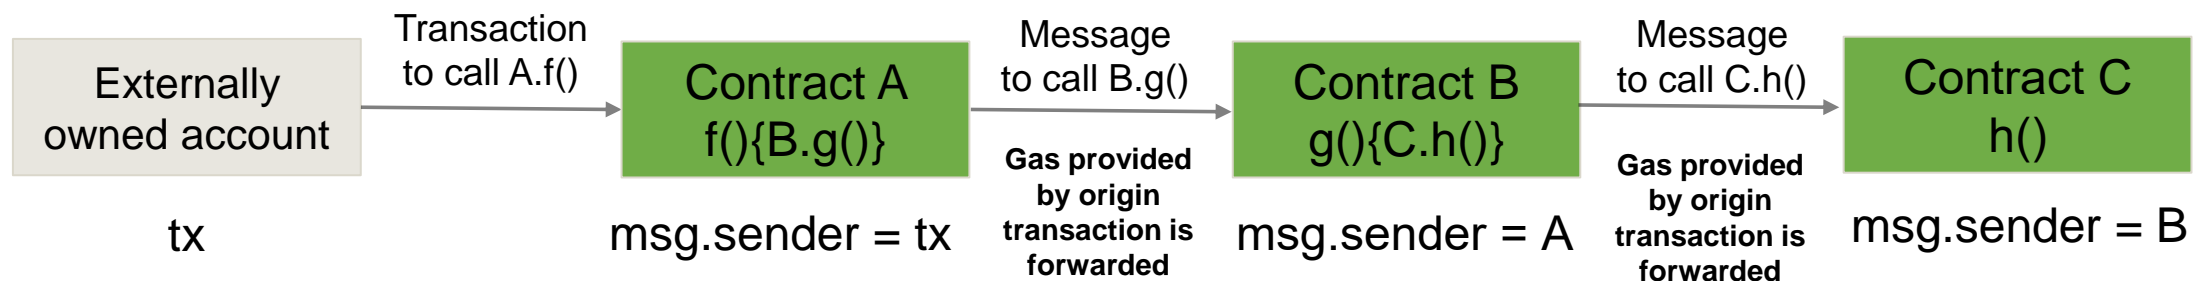 Externally
owned account
tx
Transaction
to call A.f()
Contract A
f(){B.g()}
msg.sender = tx
Message
to call B.g()
Gas provided
by origin
transaction is
forwarded
Contract B
g(){C.h()}
msg.sender = A
Message
to call C.h()
Gas provided
by origin
transaction is
forwarded
Contract C
h()
msg.sender = B